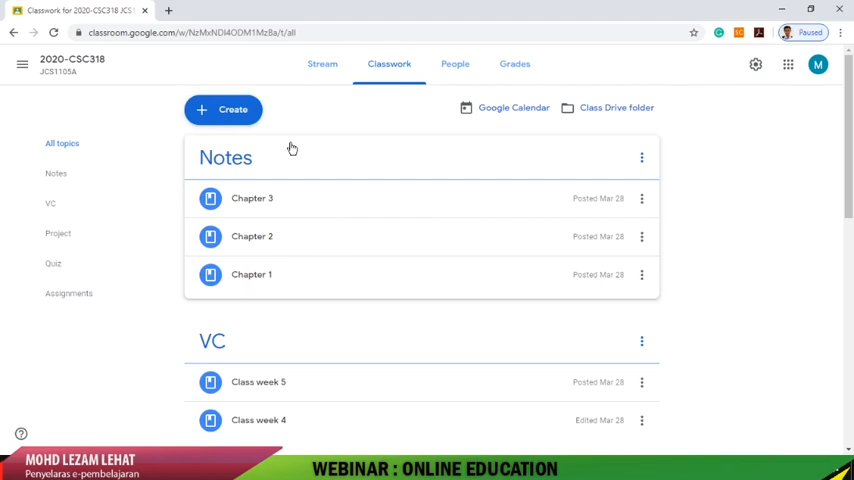 Classwork for 2020-CSC318 'JCS1
classroom.google.com/w/NzMxNDI4ODM1Mz8a/t/all
SC
Paused
2020-CSC318
JCS1105A
Stream
Classwork
People
Grades
M
+ Create
Google Calendar
Class Drive folder
All topics
Notes
VC
Project
Quiz
Assignments
Notes
Chapter 3
Posted Mar 28
Chapter 2
Posted Mar 28
Chapter 1
Posted Mar 28
VC
Class week 5
Posted Mar 28
Class week 4
Edited Mar 28
MOHD LEZAM LEHAT
Penyelaras e-pembelajaran
WEBINAR : ONLINE EDUCATION